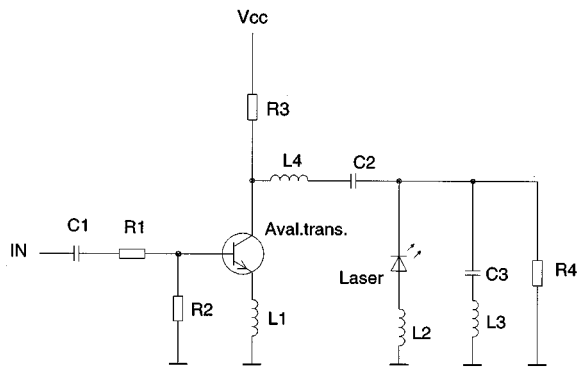 Vcc
R3
L4
C2
C1
R1
Aval.trans.
IN
Laser
C3
R4
R2
L1
L2
L3